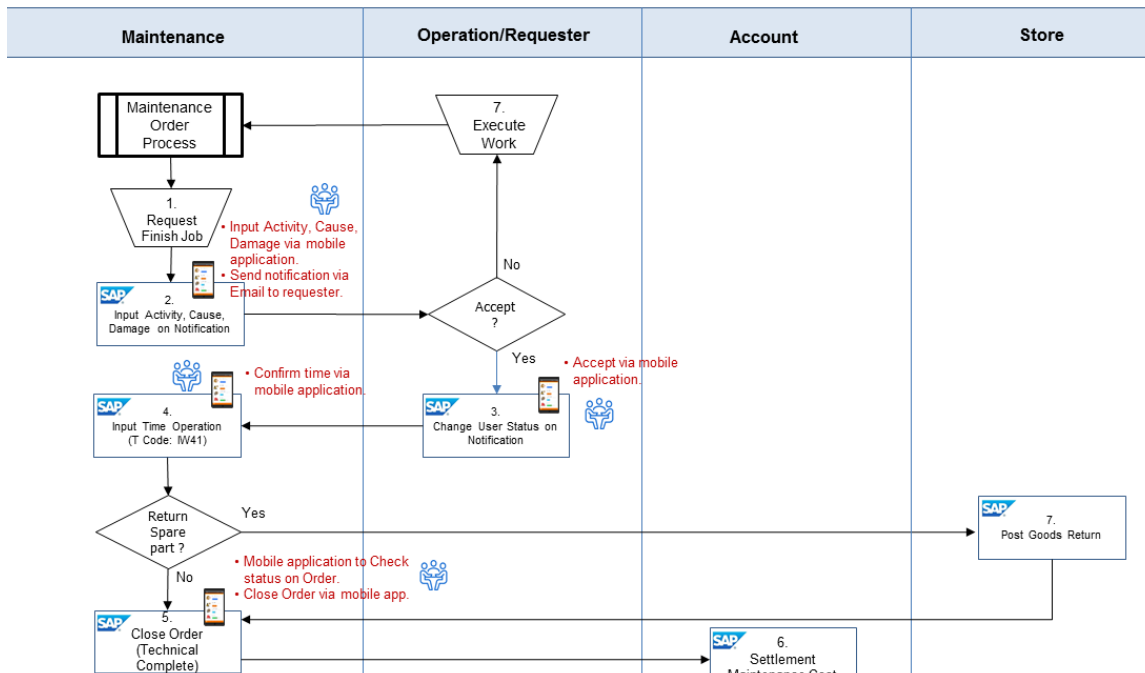 Maintenance
Operation/Requester
Account
Store
Maintenance
Order
Process
7.
Execute
Work
1.
Request
Finish Job
• Input Activity, Cause,
Damage via mobile
application.
• Send notification via
Email to requester.
No
SAP
2.
Input Activity, Cause,
Damage on Notification
Accept
?
Yes
• Accept via mobile
application.
• Confirm time via
mobile application.
SAP
4.
Input Time Operation
(T Code: IW41)
SAP
3.
Change User Status on
Notification
Return
Spare
part ?
Yes
SAP
7.
Post Goods Return
No
• Mobile application to Check
status on Order.
• Close Order via mobile app.
SAP
5.
Close Order
(Technical
Complete)
SAP
6.
Settlement
Maintenance Cost